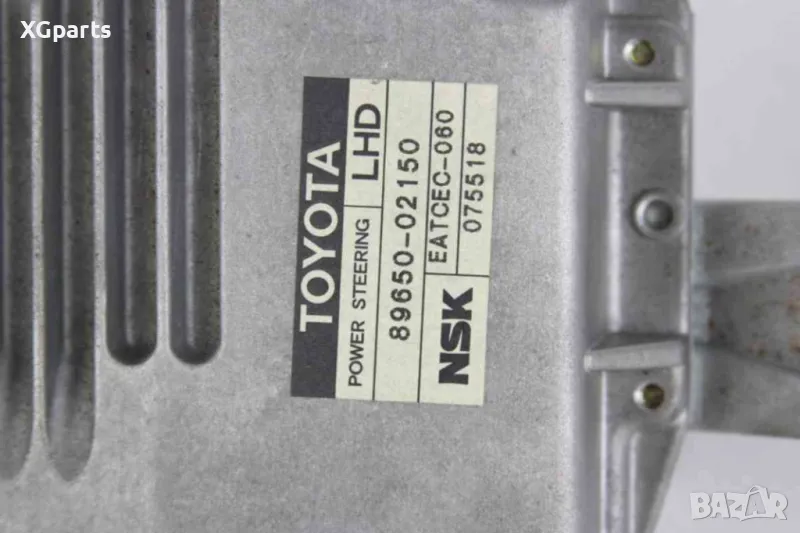 XGparts
TOYOTA
POWER STEERING LHD
89650-02150
NSK EATCEC-060
075518
BAZAR